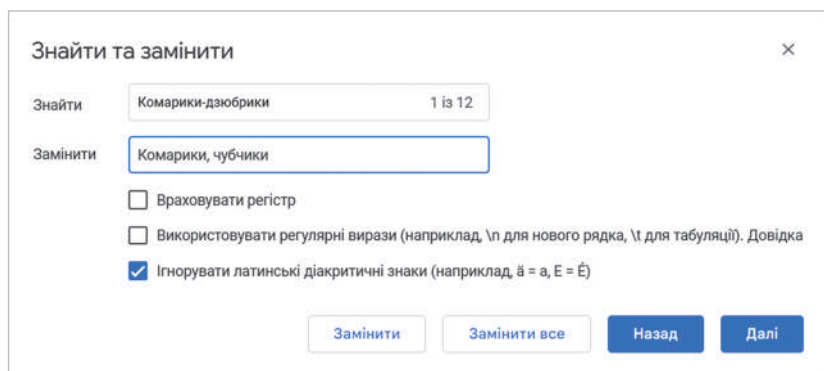 Знайти та замінити
Знайти Комарики-дзюбрики 1 із 12
Замінити Комарики, чубчики
Враховувати регістр
Використовувати регулярні вирази (наприклад, \n для нового рядка, \t для табуляції). Довідка
Ігнорувати латинські діакритичні знаки (наприклад, ä = a, E = É)
Замінити Замінити все Назад Далі